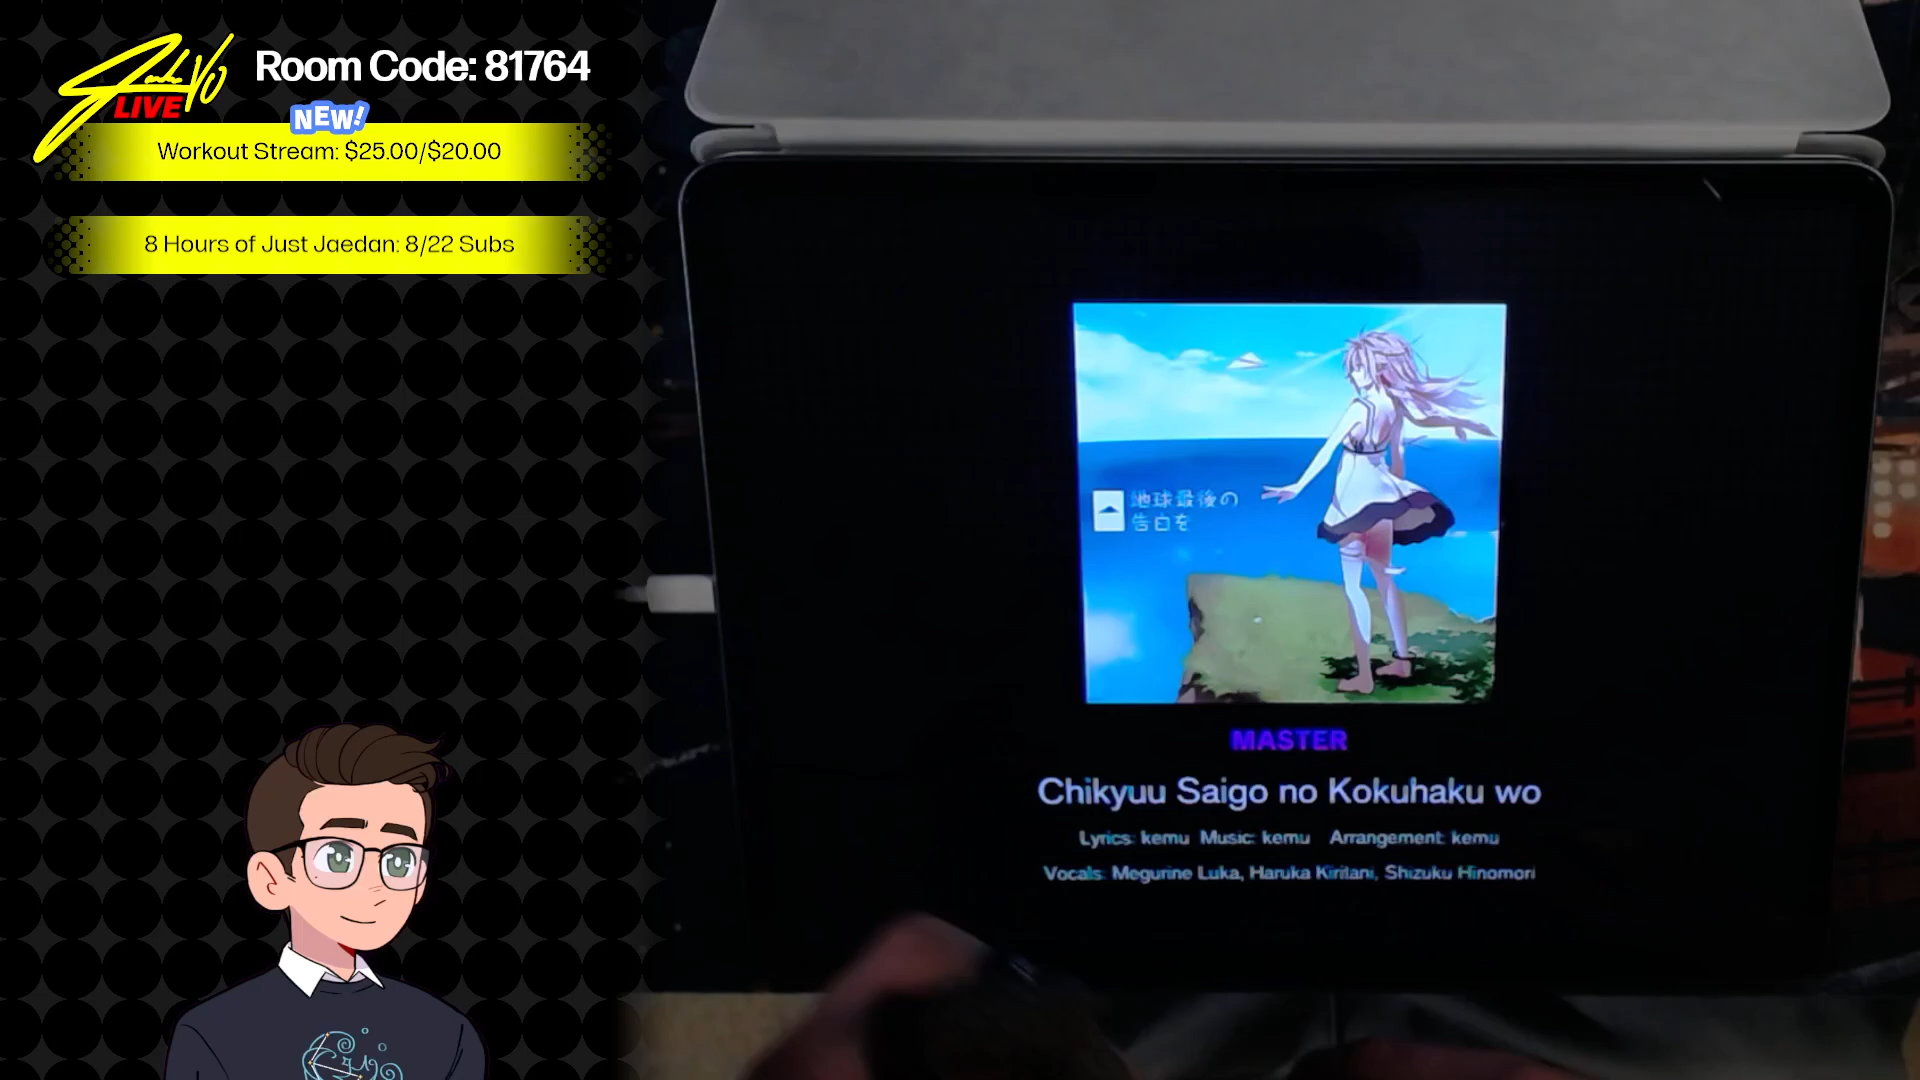 LIVE
Room Code: 81764
NEW!
Workout Stream: $25.00/$20.00
8 Hours of Just Jaedan: 8/22 Subs
地球最後の
告白を
MASTER
Chikyuu Saigo no Kokuhaku wo
Lyrics: kemu Music: kemu Arrangement: kemu
Vocals: Megurine Luka, Haruka Kiritani, Shizuku Hinomori